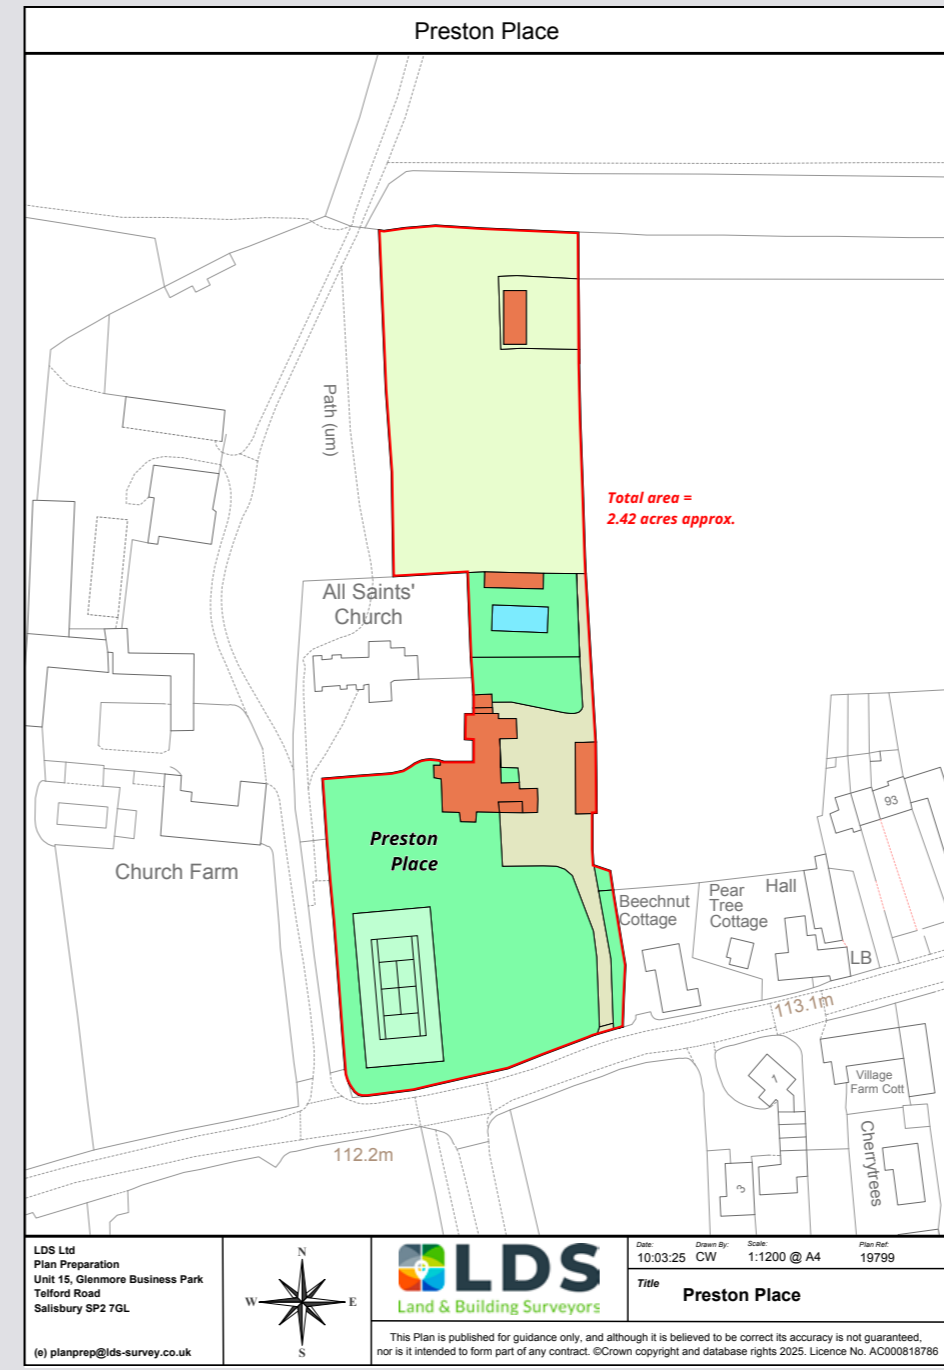 Preston Place
Path (um)
Total area =
2.42 acres approx.
All Saints'
Church
93
Preston
Place
Church Farm
Beechnut
Cottage
Pear
Tree
Cottage
Hall
LB
113.1m
7
Village
Farm Cott
Cherrytrees
3
112.2m
LDS Ltd
Plan Preparation
Unit 15, Glenmore Business Park
Telford Road
Salisbury SP2 7GL
(e) planprep@lds-survey.co.uk
N
W
E
S
LDS
Land & Building Surveyors
Date:
10:03:25
Drawn By:
CW
Scale:
1:1200 @ A4
Plan Ref:
19799
Title
Preston Place
This Plan is published for guidance only, and although it is believed to be correct its accuracy is not guaranteed,
nor is it intended to form part of any contract. ©Crown copyright and database rights 2025. Licence No. AC000818786